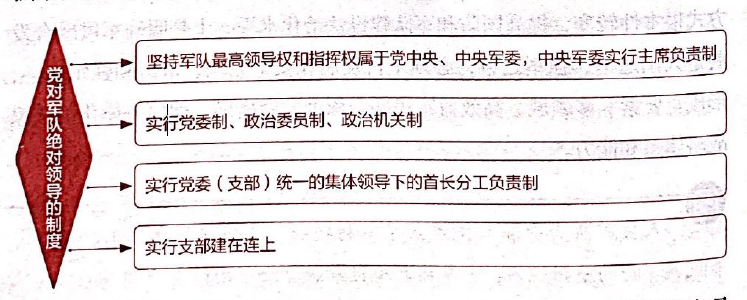 党对军队绝对领导的制度
坚持军队最高领导权和指挥权属于党中央、中央军委，中央军委实行主席负责制
实行党委制、政治委员制、政治机关制
实行党委（支部）统一的集体领导下的首长分工负责制
实行支部建在连上